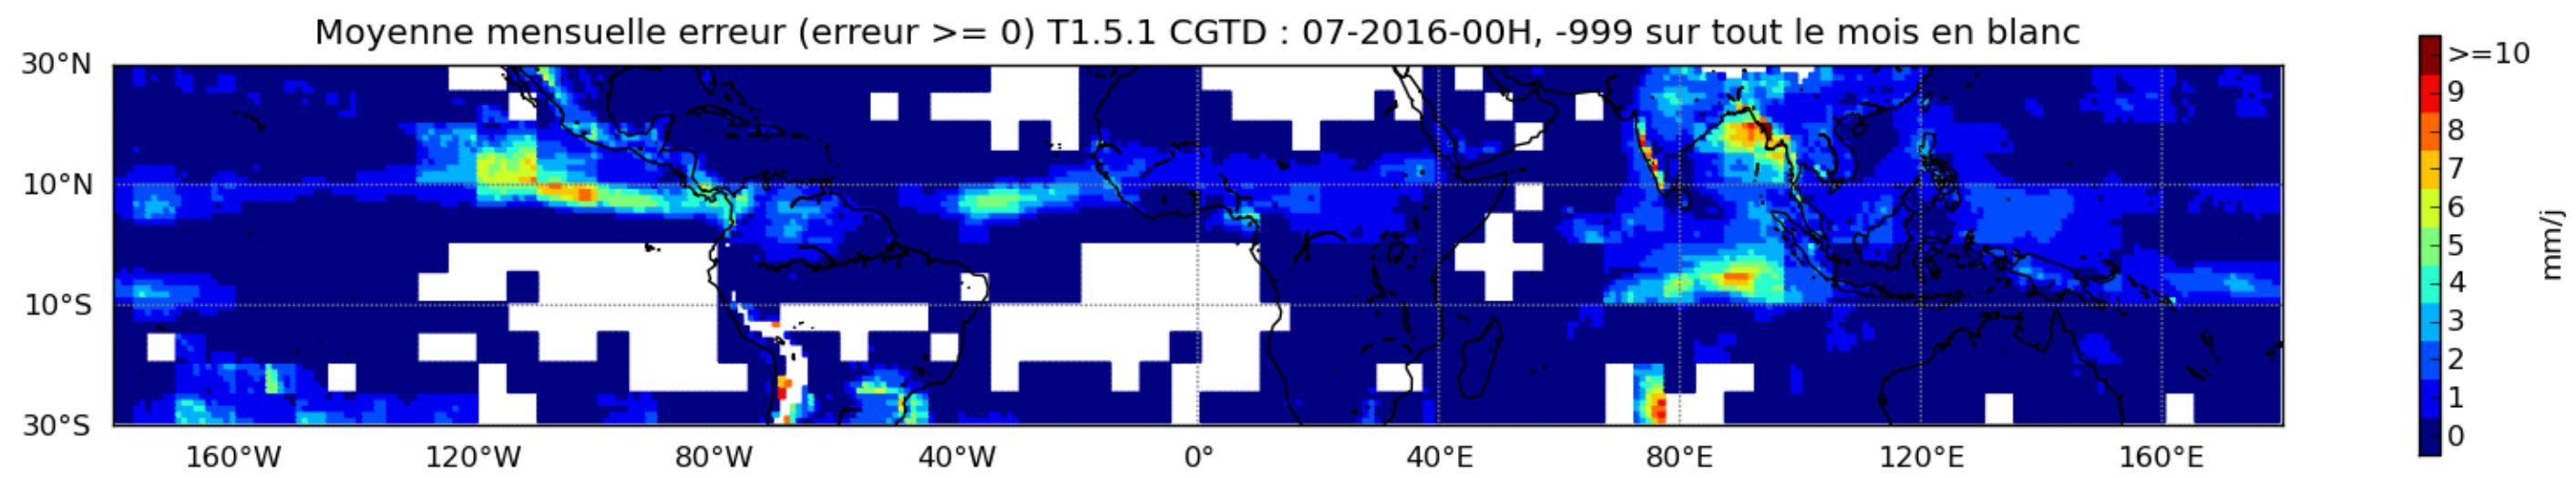 Moyenne mensuelle erreur (erreur >= 0) T1.5.1 CGTD : 07-2016-00H, -999 sur tout le mois en blanc
30°N
10°N
10°S
30°S
160°W 120°W 80°W 40°W 0° 40°E 80°E 120°E 160°E
>=10
9
8
7
6
5
4
3
2
1
0
mm/j